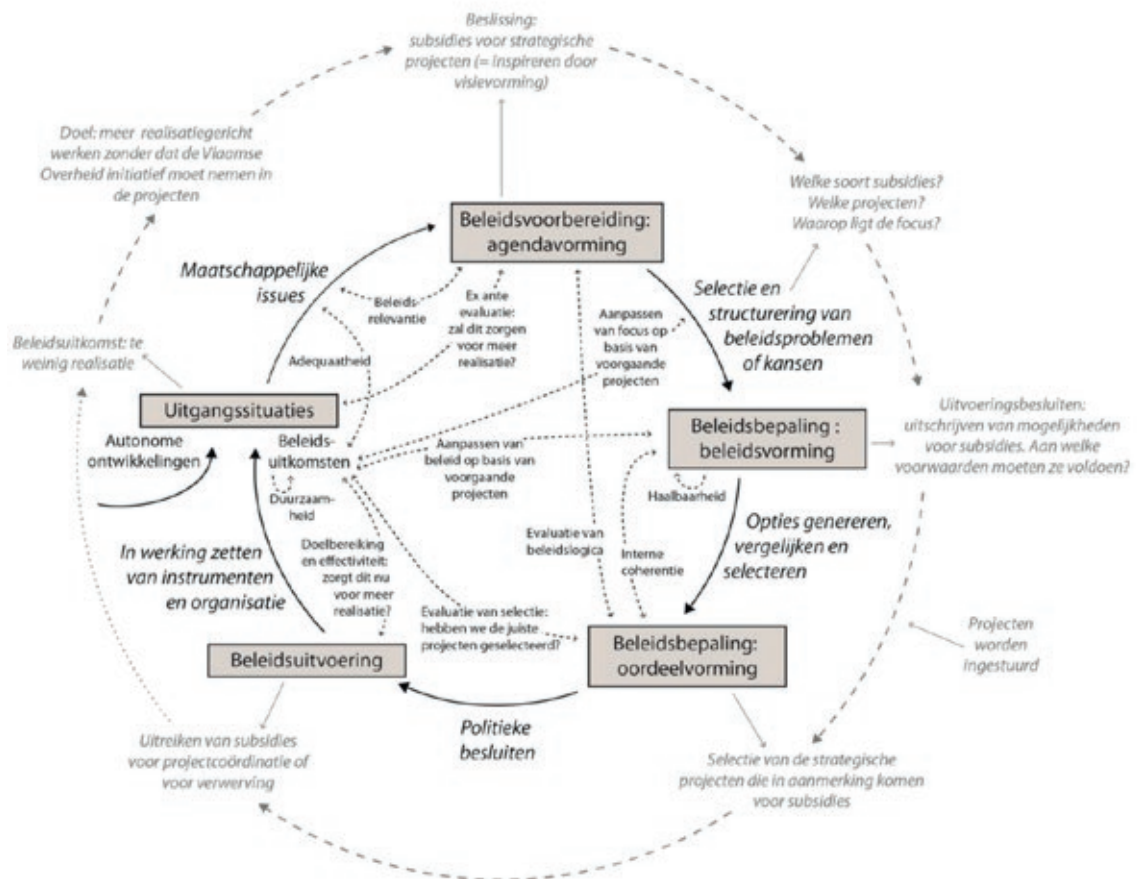 Beslissing:
subsidies voor strategische
projecten (= inspireren door
visievorming)
Doel: meer realisatiegericht
werken zonder dat de Vlaamse
Overheid initiatief moet nemen in
de projecten
Welke soort subsidies?
Welke projecten?
Waarop ligt de focus?
Beleidsvoorbereiding:
agendavorming
Maatschappelijke
issues
Beleids
relevantie
Ex ante
evaluatie:
zal dit zorgen
voor meer
realisatie?
Aanpassen
van focus op
basis van
voorgaande
projecten
Selectie en
structurering van
beleidsproblemen
of kansen
Beleidsuitkomst: te
weinig realisatie
Adequaatheid
Uitgangssituaties
Autonome
ontwikkelingen
Beleids-
uitkomsten
Duurzaam-
heid
Aanpassen van
beleid op basis van
voorgaande
projecten
Beleidsbepaling :
beleidsvorming
Haalbaarheid
Uitvoeringsbesluiten:
uitschrijven van mogelijkheden
voor subsidies. Aan welke
voorwaarden moeten ze voldoen?
In werking zetten
van instrumenten
en organisatie
Doelbereiking
en effectiviteit:
zorgt dit nu
voor meer
realisatie?
Evaluatie van
beleidslogica
Interne
coherentie
Opties genereren,
vergelijken en
selecteren
Evaluatie van selectie:
hebben we de juiste
projecten geselecteerd?
Beleidsuitvoering
Beleidsbepaling:
oordeelvorming
Projecten
worden
ingestuurd
Politieke
besluiten
Uitreiken van subsidies
voor projectcoördinatie of
voor verwerving
Selectie van de strategische
projecten die in aanmerking komen
voor subsidies